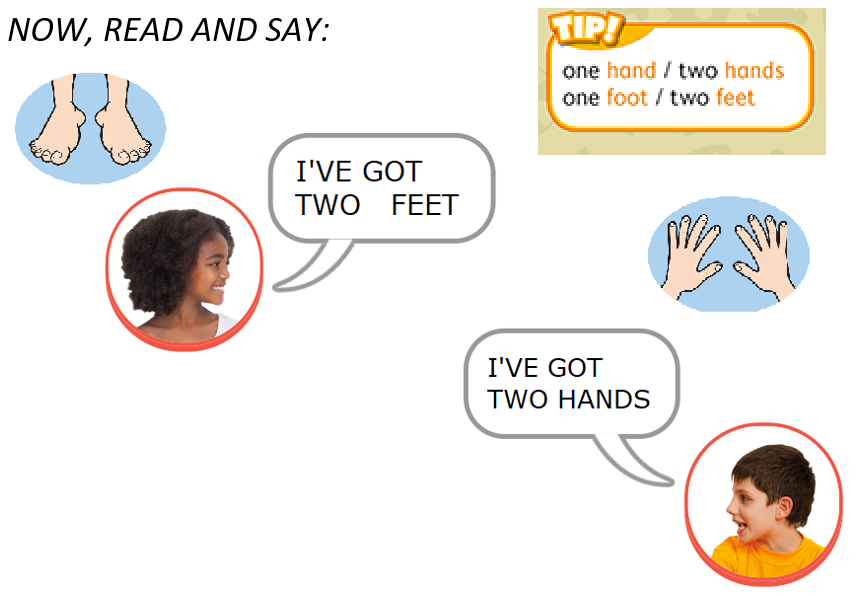 NOW, READ AND SAY:
TIP!
one hand / two hands
one foot / two feet
I'VE GOT
TWO FEET
I'VE GOT
TWO HANDS